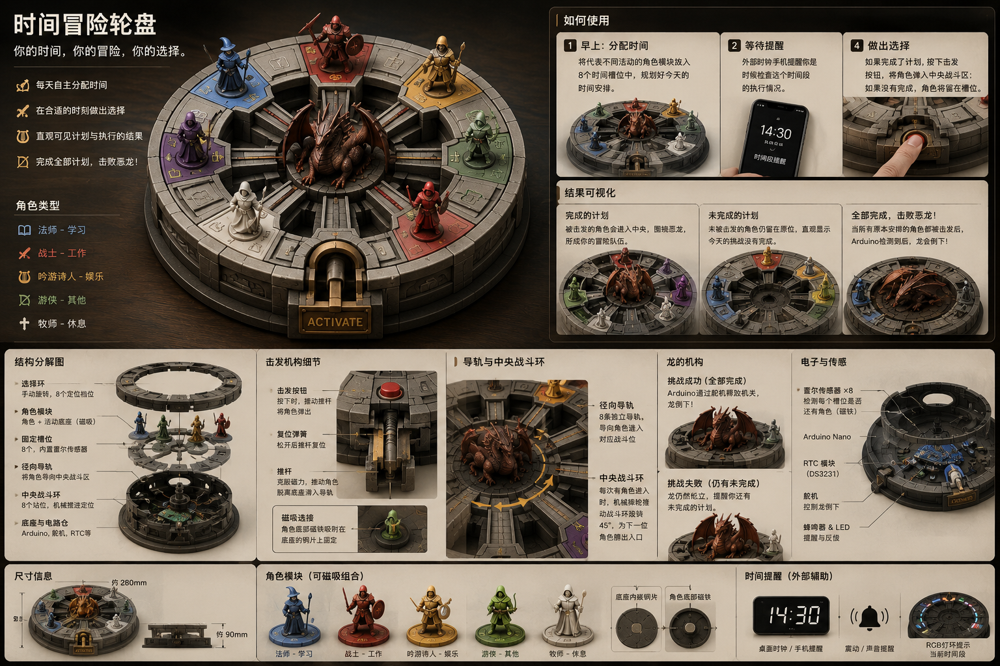 时间冒险轮盘
你的时间，你的冒险，你的选择。
每天自主分配时间
在合适的时刻做出选择
直观可见计划与执行的结果
完成全部计划，击败恶龙！
角色类型
法师 - 学习
战士 - 工作
吟游诗人 - 娱乐
游侠 - 其他
牧师 - 休息
ACTIVATE
如何使用
1 早上：分配时间
将代表不同活动的角色模块放入
8个时间槽位中，规划好今天的
时间安排。
2 等待提醒
外部时钟手机提醒你是
时候检查这个时间段
的执行情况。
14:30
时间段提醒
4 做出选择
如果完成了计划，按下击发
按钮，将角色弹入中央战斗区；
如果没有完成，角色将留在槽位。
结果可视化
完成的计划
被击发的角色会进入中央，围绕恶龙，
形成你的冒险队伍。
未完成的计划
未被击发的角色仍留在原位，直观显示
今天的挑战没有完成。
全部完成，击败恶龙！
当所有原本安排的角色都被击发后，
Arduino检测到后，龙会倒下！
结构分解图
选择环
手动旋转，8个定位档位
角色模块
角色 + 活动底座（磁吸）
固定槽位
8个，内置霍尔传感器
径向导轨
将角色导向中央战斗区
中央战斗环
8个站位，机械推进定位
底座与电路仓
Arduino, 舵机，RTC等
击发机构细节
击发按钮
按下时，推动推杆
将角色弹出
复位弹簧
松开后推杆复位
推杆
克服磁力，推动角色
脱离底座滑入导轨
磁吸连接
角色底部磁铁吸附在
底座的钢片上固定
导轨与中央战斗环
径向导轨
8条独立导轨，
导向角色进入
对应战斗位
中央战斗环
每次有角色进入
时，机械棘轮推
动战斗环旋转
45°，为下一位
角色腾出入口
龙的机构
挑战成功（全部完成）
Arduino通过舵机释放机关，
龙倒下！
挑战失败（仍有未完成）
龙仍然屹立，提醒你还有
未完成的计划。
电子与传感
霍尔传感器 ×8
检测每个槽位是否
还有角色（磁铁）
Arduino Nano
RTC 模块
（DS3231）
舵机
控制龙倒下
蜂鸣器 & LED
提醒与反馈
尺寸信息
约 280mm
约 90mm
角色模块（可磁吸组合）
法师 - 学习
战士 - 工作
吟游诗人 - 娱乐
游侠 - 其他
牧师 - 休息
底座内嵌钢片
角色底部磁铁
时间提醒（外部辅助）
14:30
桌面时钟 / 手机提醒
震动 / 声音提醒
RGB灯环提示
当前时间段